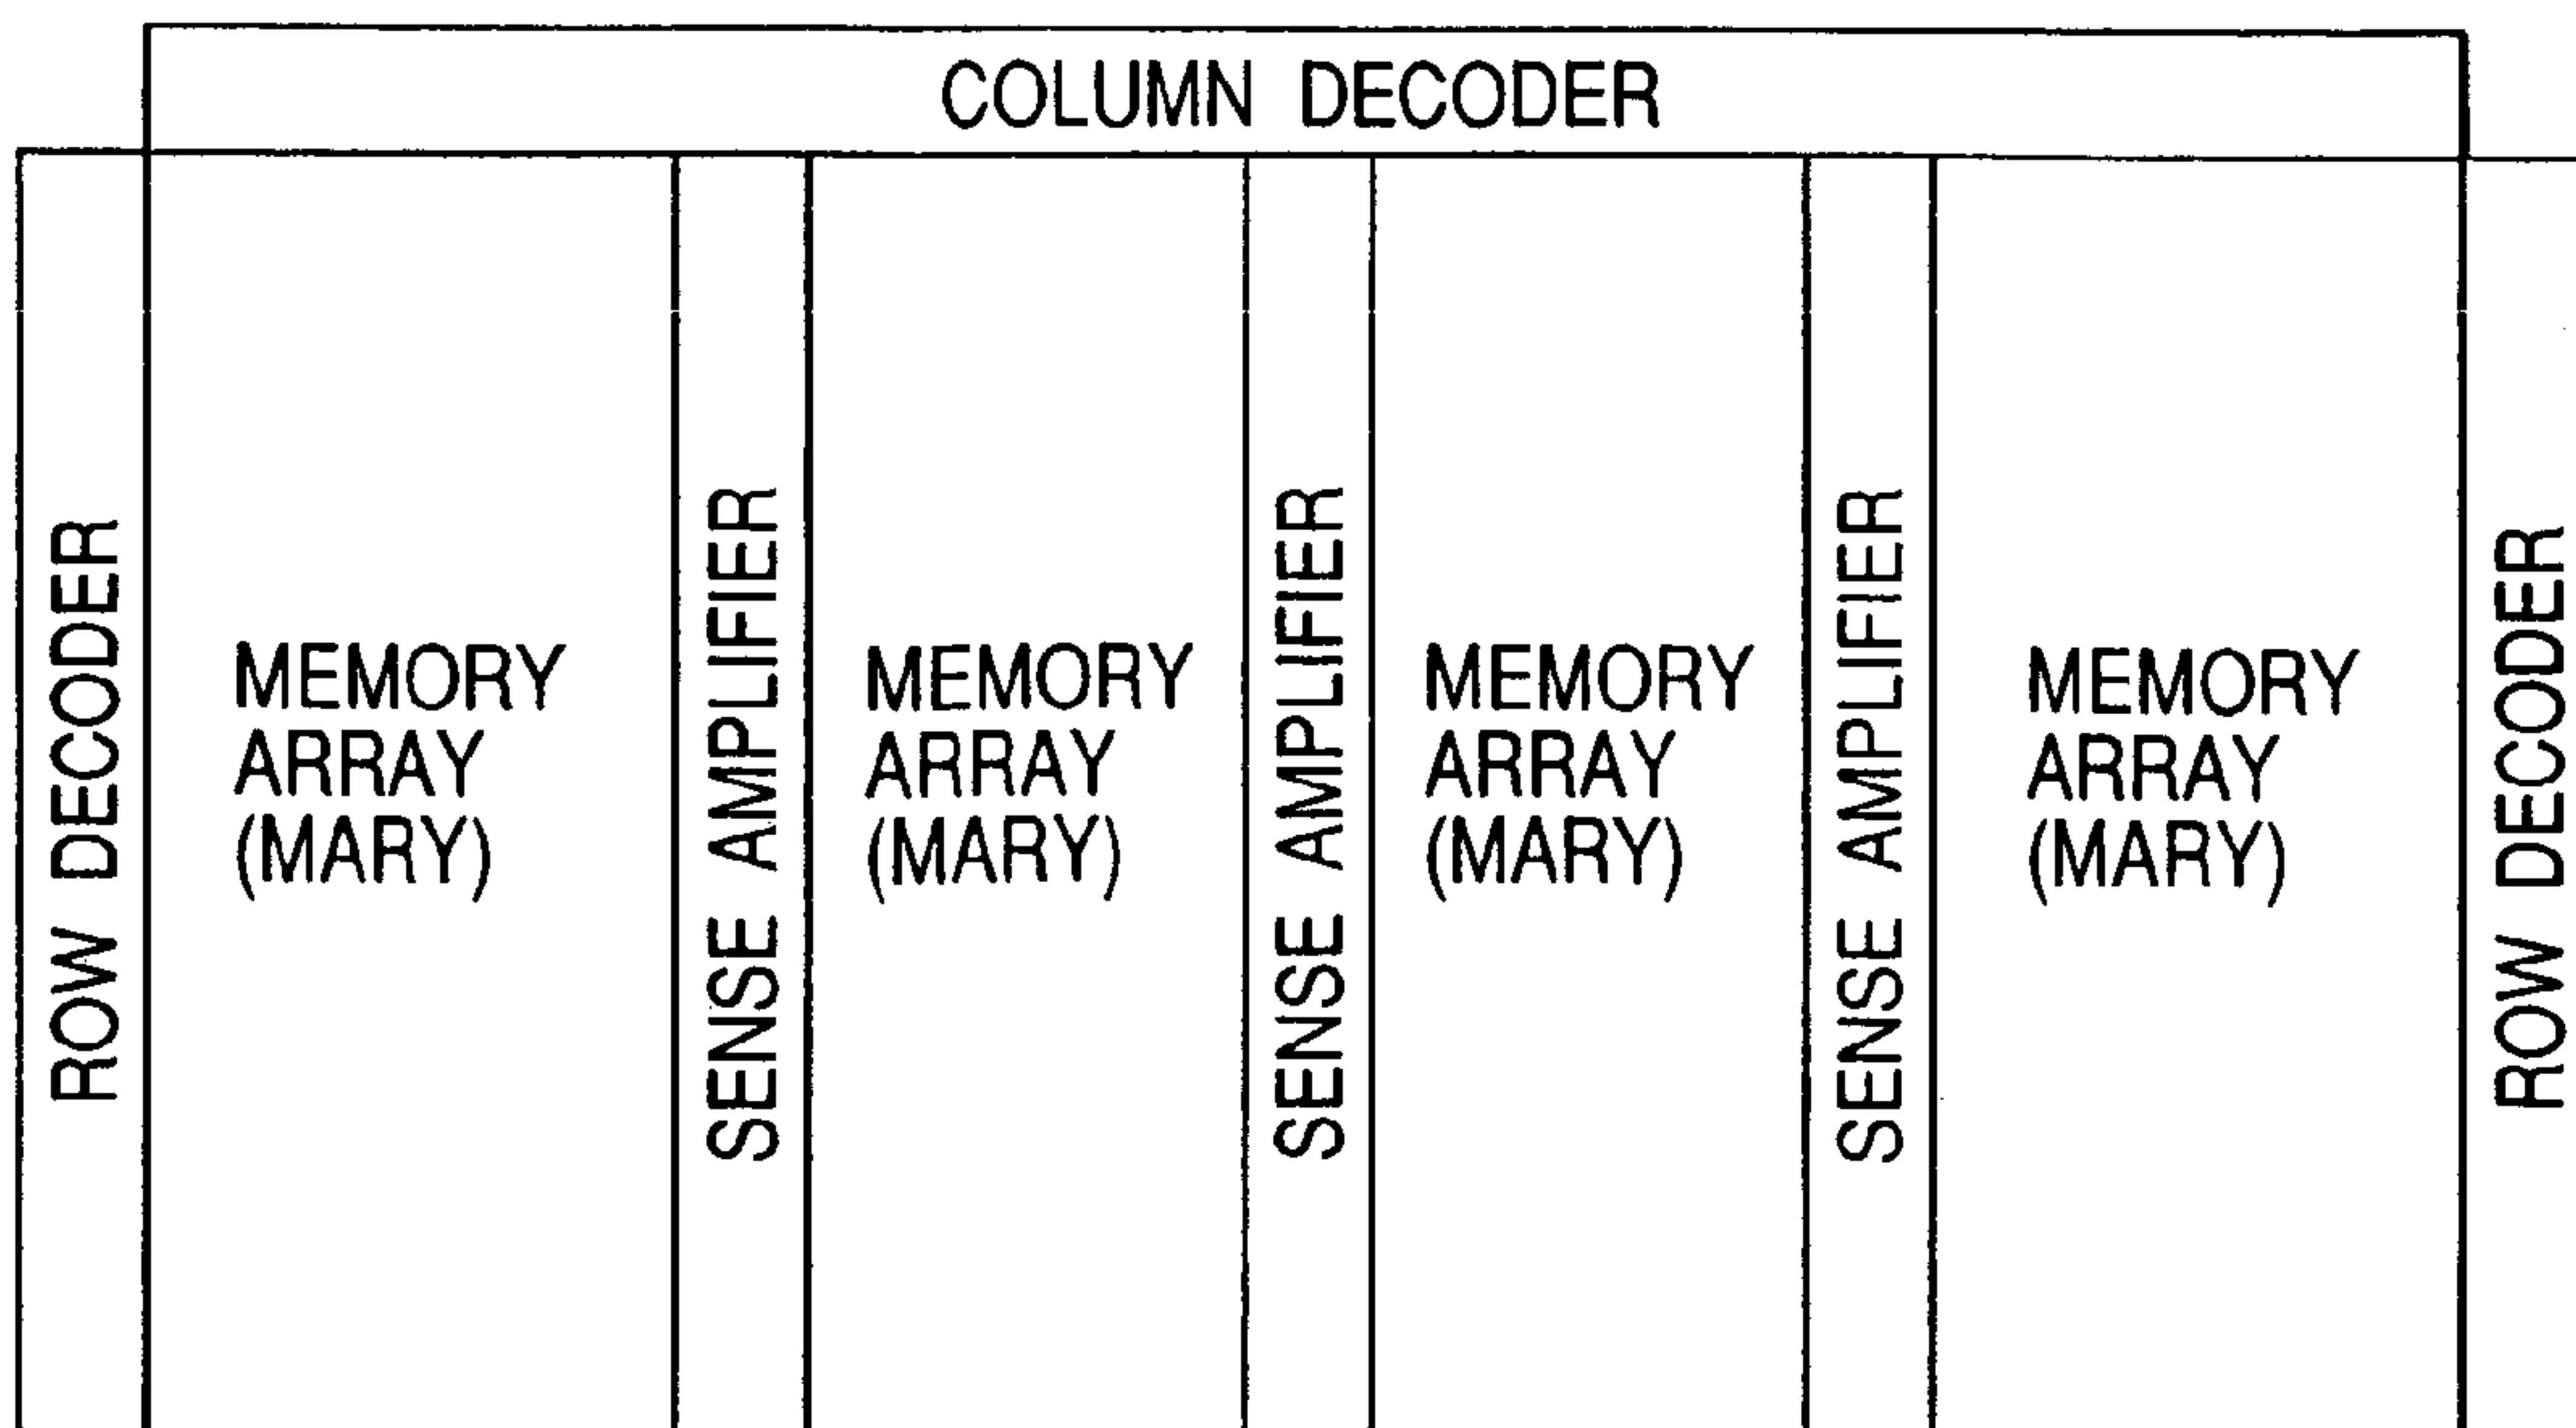 COLUMN DECODER
ROW DECODER
MEMORY
ARRAY
(MARY)
SENSE AMPLIFIER
MEMORY
ARRAY
(MARY)
SENSE AMPLIFIER
MEMORY
ARRAY
(MARY)
SENSE AMPLIFIER
MEMORY
ARRAY
(MARY)
ROW DECODER